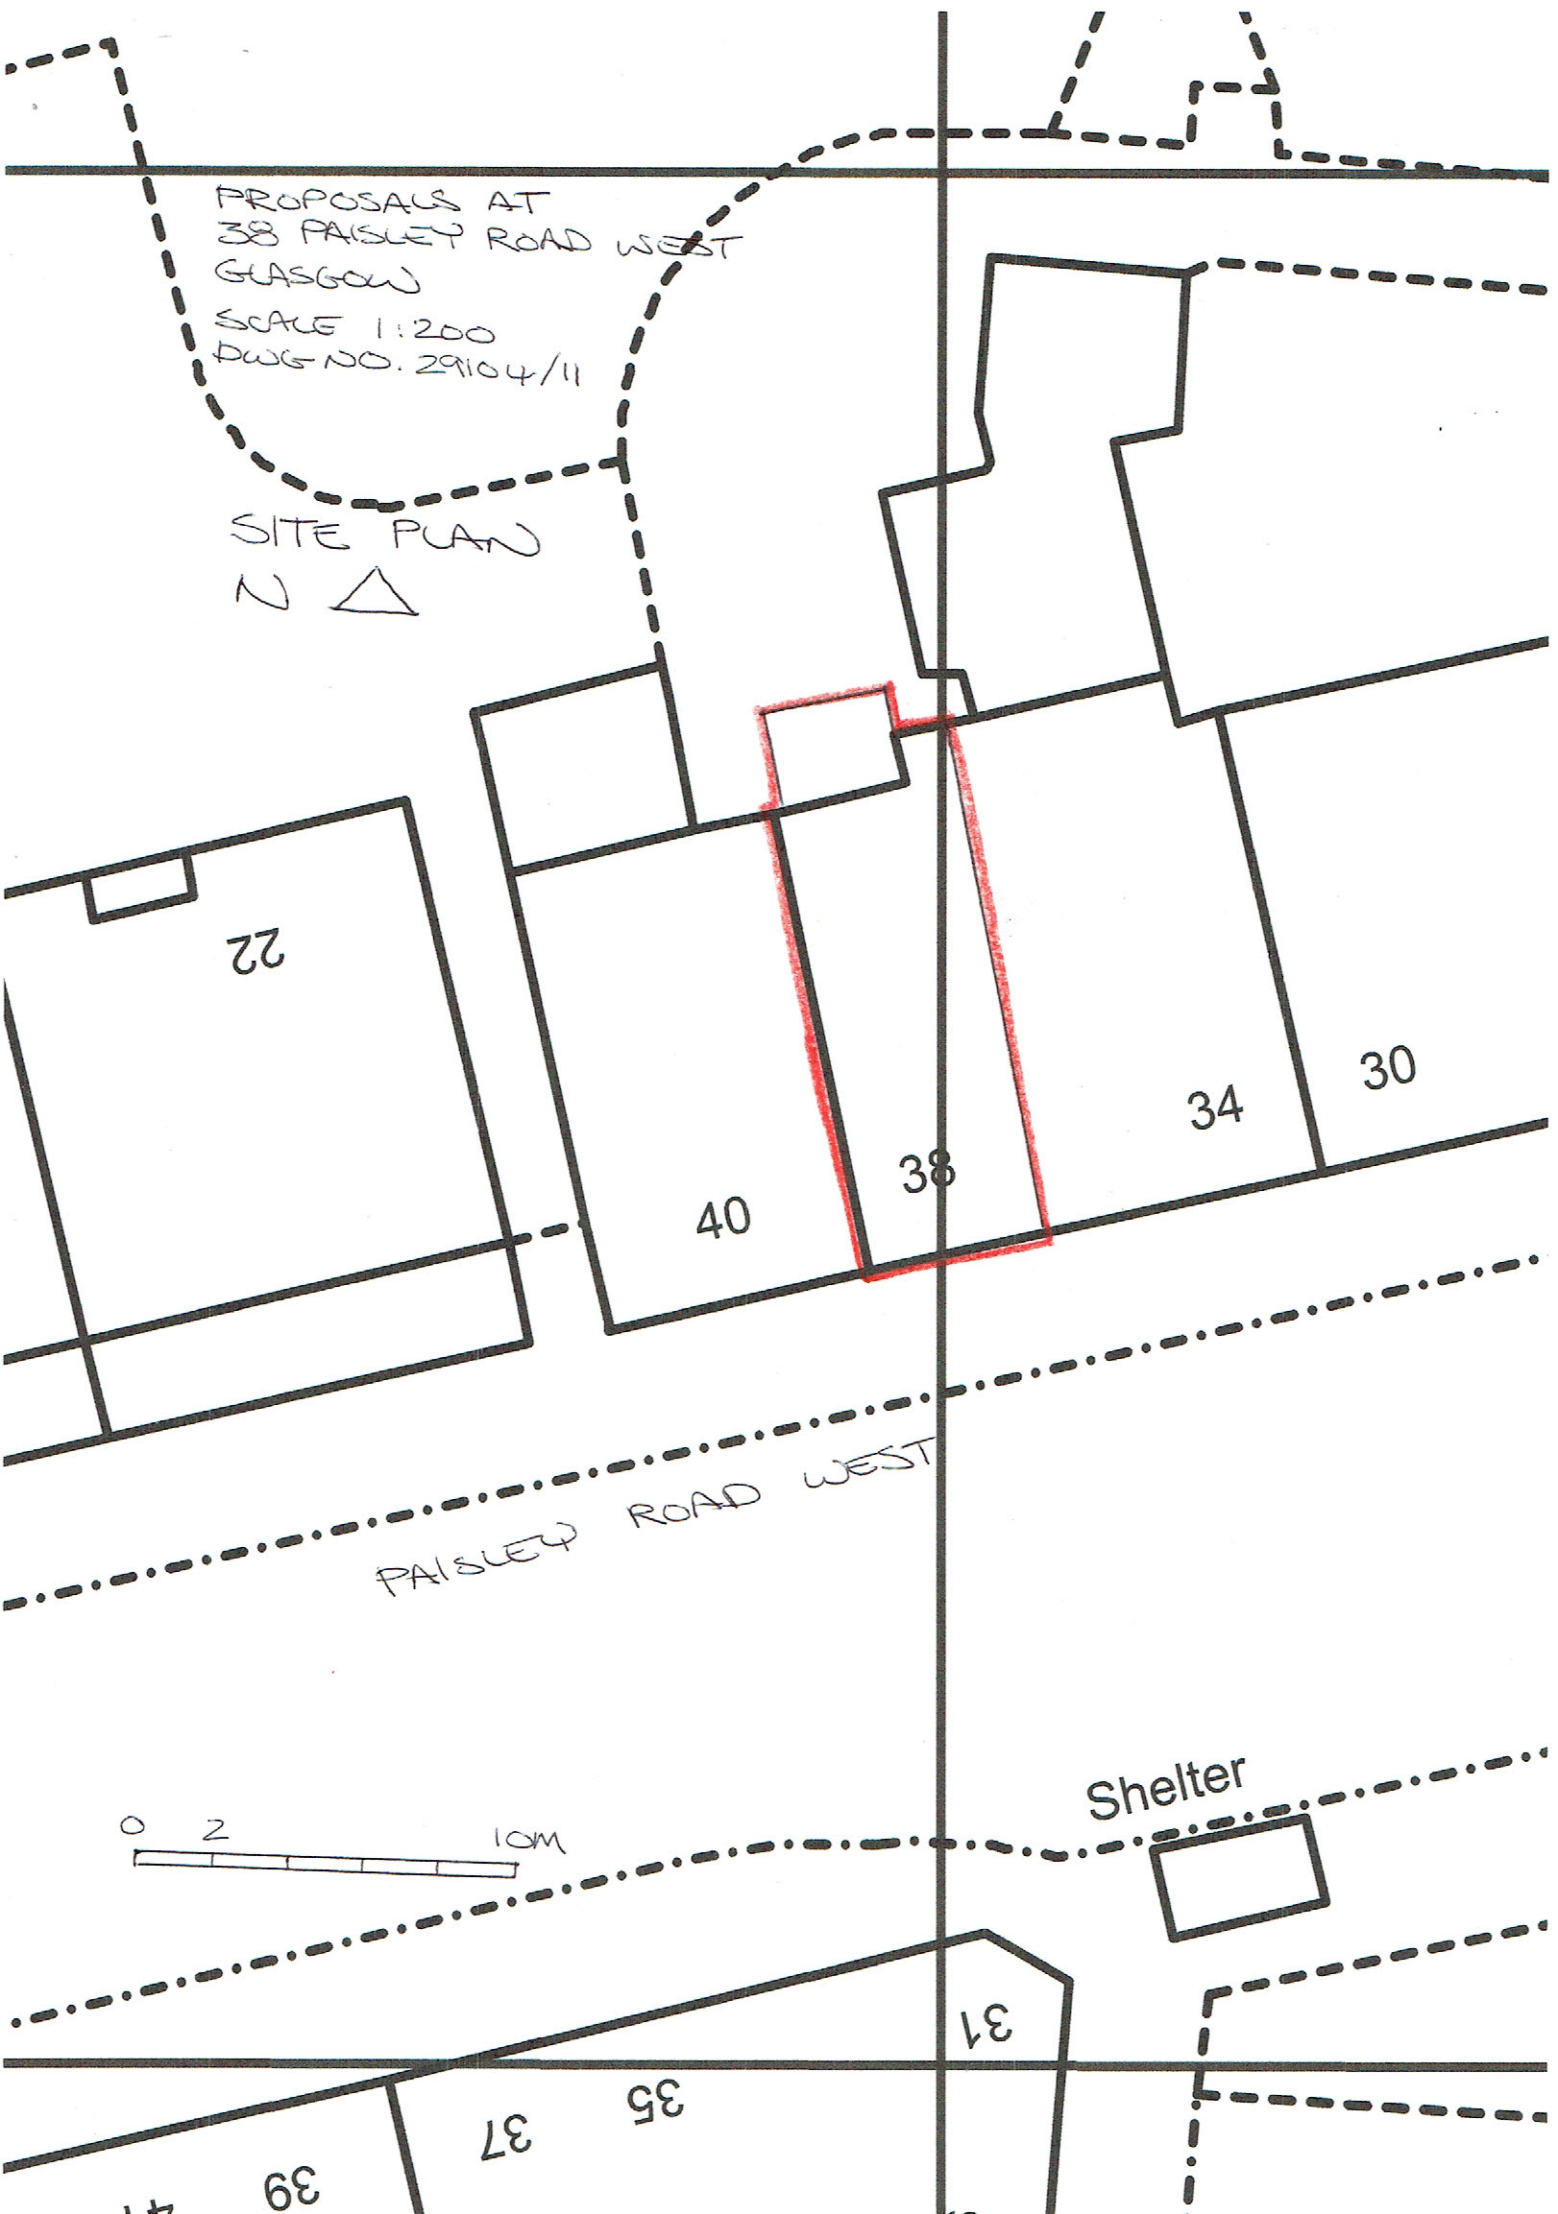 PROPOSALS AT
38 PAISLEY ROAD WEST
GLASGOW
SCALE 1:200
DWG NO. 29104/11
SITE PLAN
N
22
30
34
38
40
PAISLEY ROAD WEST
Shelter
0 2 10M
31
35
37
39